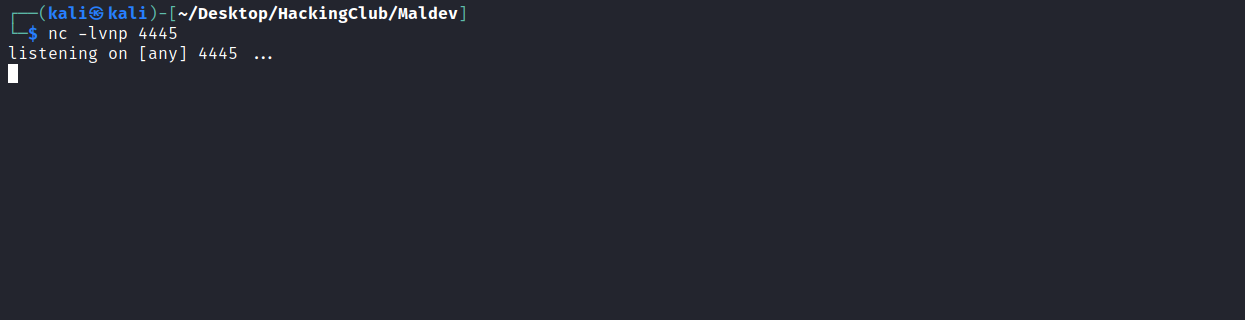 ┌──(kali㉿kali)-[~/Desktop/HackingClub/Maldev]
└─$ nc -lvnp 4445
listening on [any] 4445 ...